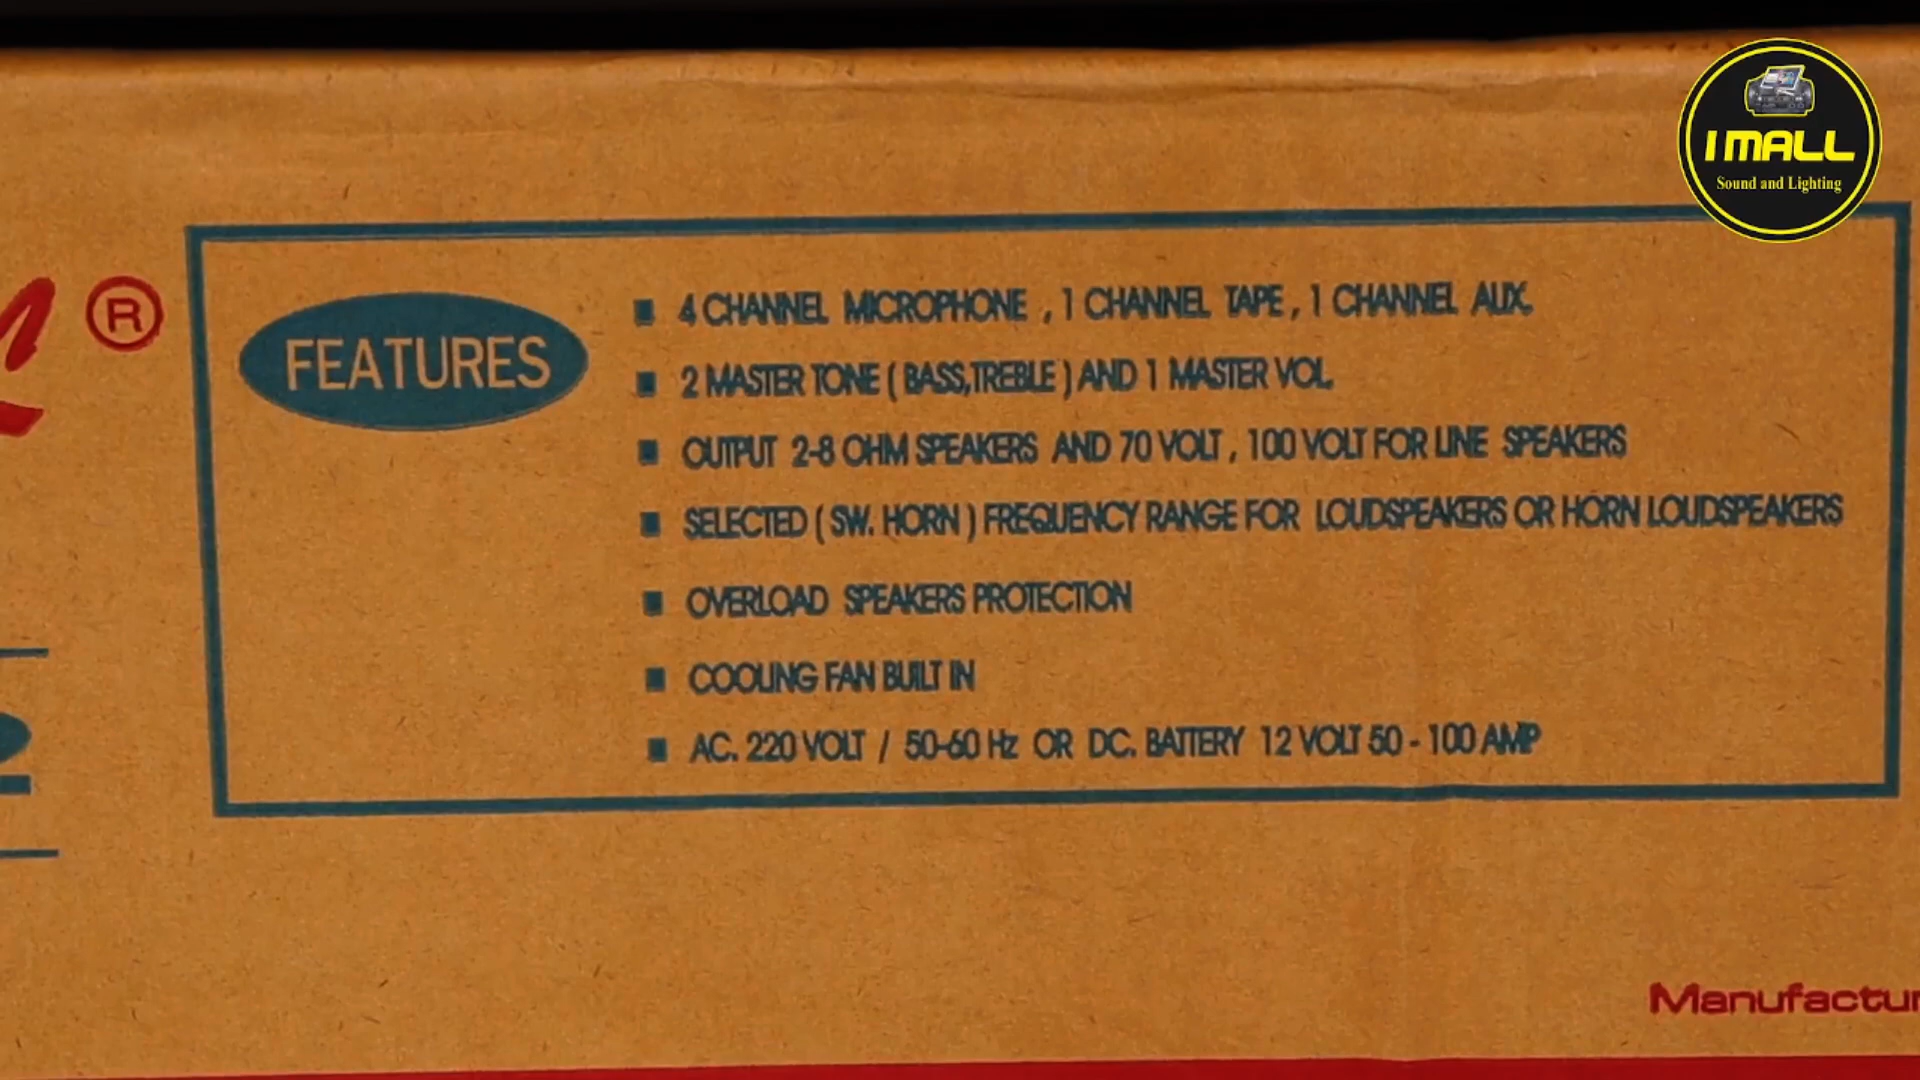 I MALL
Sound and Lighting
®
FEATURES
■ 4 CHANNEL MICROPHONE , 1 CHANNEL TAPE , 1 CHANNEL AUX.
■ 2 MASTER TONE ( BASS,TREBLE ) AND 1 MASTER VOL.
■ OUTPUT 2-8 OHM SPEAKERS AND 70 VOLT , 100 VOLT FOR LINE SPEAKERS
■ SELECTED ( SW. HORN ) FREQUENCY RANGE FOR LOUDSPEAKERS OR HORN LOUDSPEAKERS
■ OVERLOAD SPEAKERS PROTECTION
■ COOLING FAN BUILT IN
■ AC. 220 VOLT / 50-60 Hz OR DC. BATTERY 12 VOLT 50 - 100 AMP